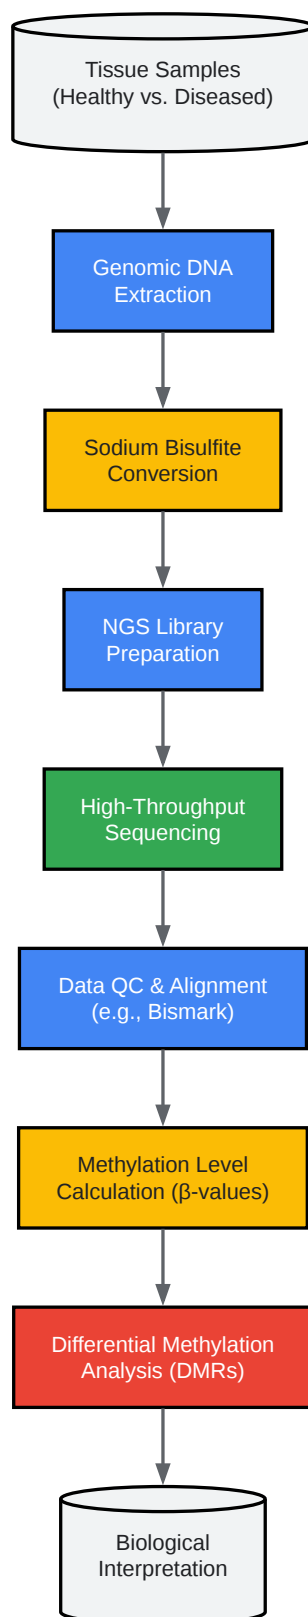 Tissue Samples
(Healthy vs. Diseased)
Genomic DNA
Extraction
Sodium Bisulfite
Conversion
NGS Library
Preparation
High-Throughput
Sequencing
Data QC & Alignment
(e.g., Bismark)
Methylation Level
Calculation (β-values)
Differential Methylation
Analysis (DMRs)
Biological
Interpretation